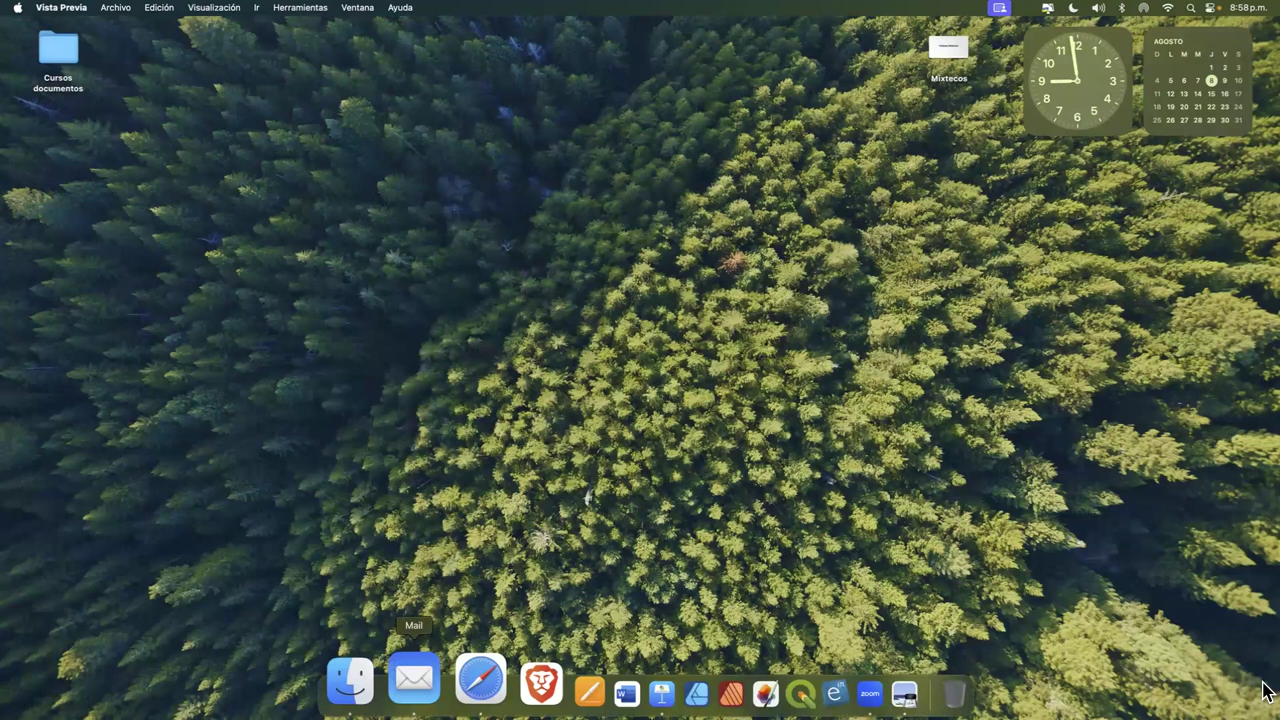 Vista Previa Archivo Edición Visualización Ir Herramientas Ventana Ayuda 8:58 p.m.
Cursos
documentos
Mixtecos
12
11 1
10 2
9 3
8 4
7 5
6
AGOSTO
D L M M J V S
1 2 3
4 5 6 7 8 9 10
11 12 13 14 15 16 17
18 19 20 21 22 23 24
25 26 27 28 29 30 31
Mail
W
zoom